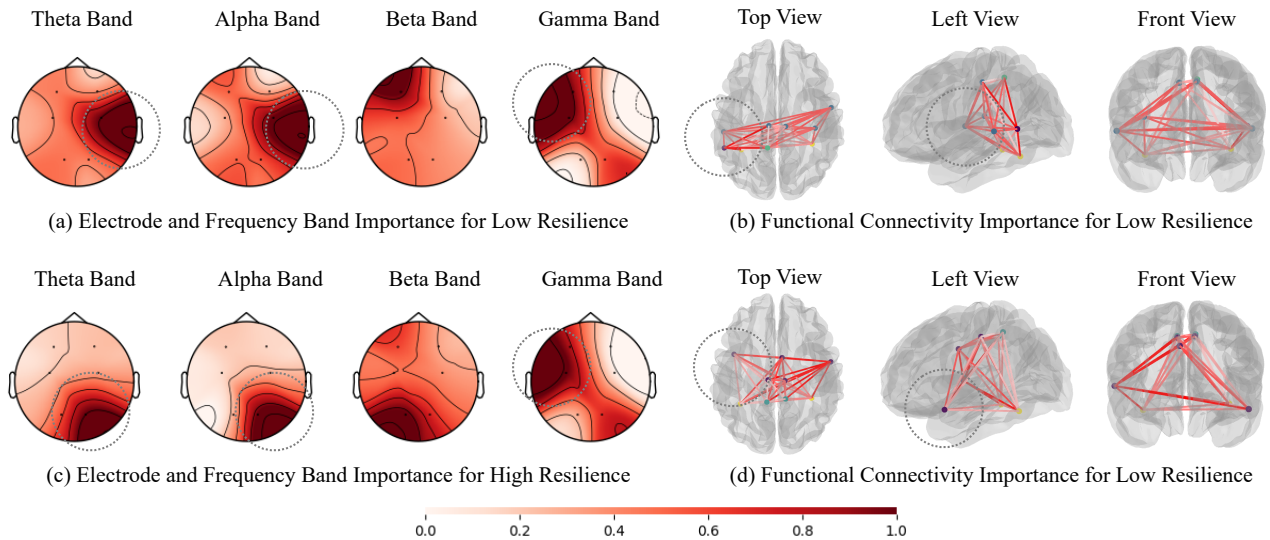 Theta Band Alpha Band Beta Band Gamma Band Top View Left View Front View
(a) Electrode and Frequency Band Importance for Low Resilience (b) Functional Connectivity Importance for Low Resilience
Theta Band Alpha Band Beta Band Gamma Band Top View Left View Front View
(c) Electrode and Frequency Band Importance for High Resilience (d) Functional Connectivity Importance for Low Resilience
0.0 0.2 0.4 0.6 0.8 1.0